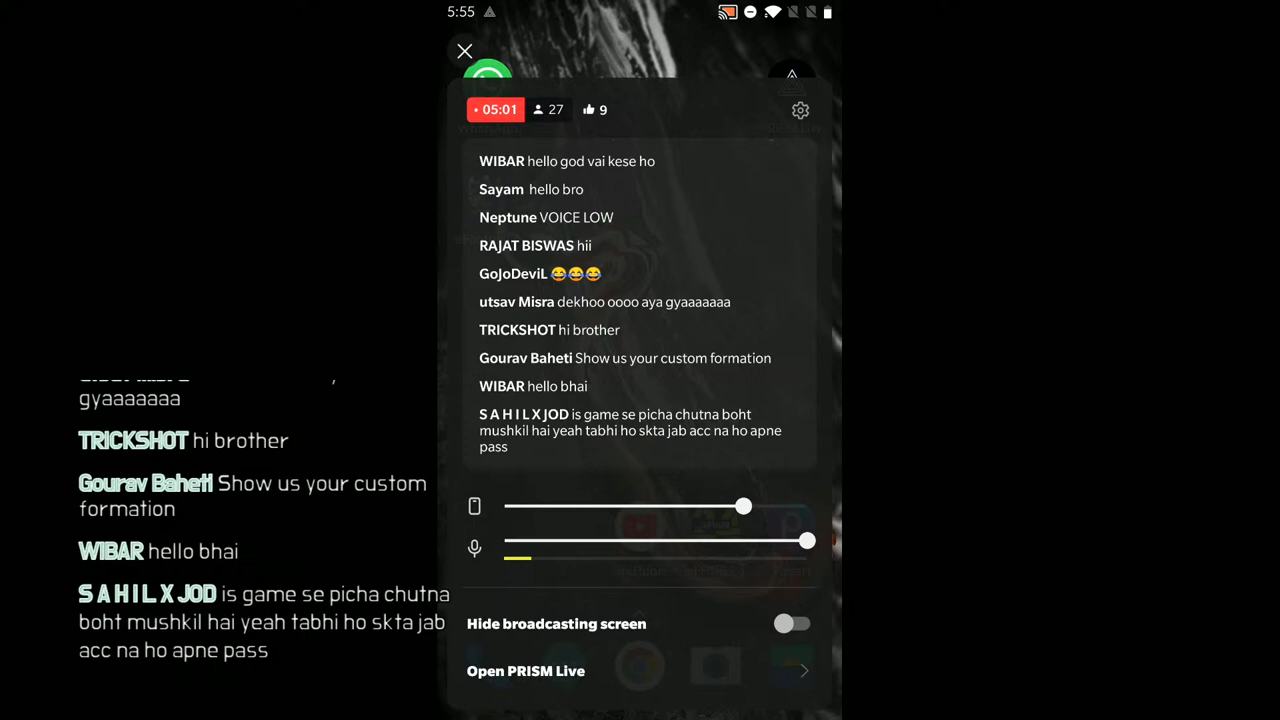 5:55
05:01 27 9
WIBAR hello god vai kese ho
Sayam hello bro
Neptune VOICE LOW
RAJAT BISWAS hii
GoJoDeviL 😂😂😂
utsav Misra dekhoo oooo aya gyaaaaaaa
TRICKSHOT hi brother
Gourav Baheti Show us your custom formation
WIBAR hello bhai
S A H I L X JOD is game se picha chutna boht
mushkil hai yeah tabhi ho skta jab acc na ho apne
pass
Hide broadcasting screen
Open PRISM Live
gyaaaaaaa
TRICKSHOT hi brother
Gourav Baheti Show us your custom
formation
WIBAR hello bhai
S A H I L X JOD is game se picha chutna
boht mushkil hai yeah tabhi ho skta jab
acc na ho apne pass